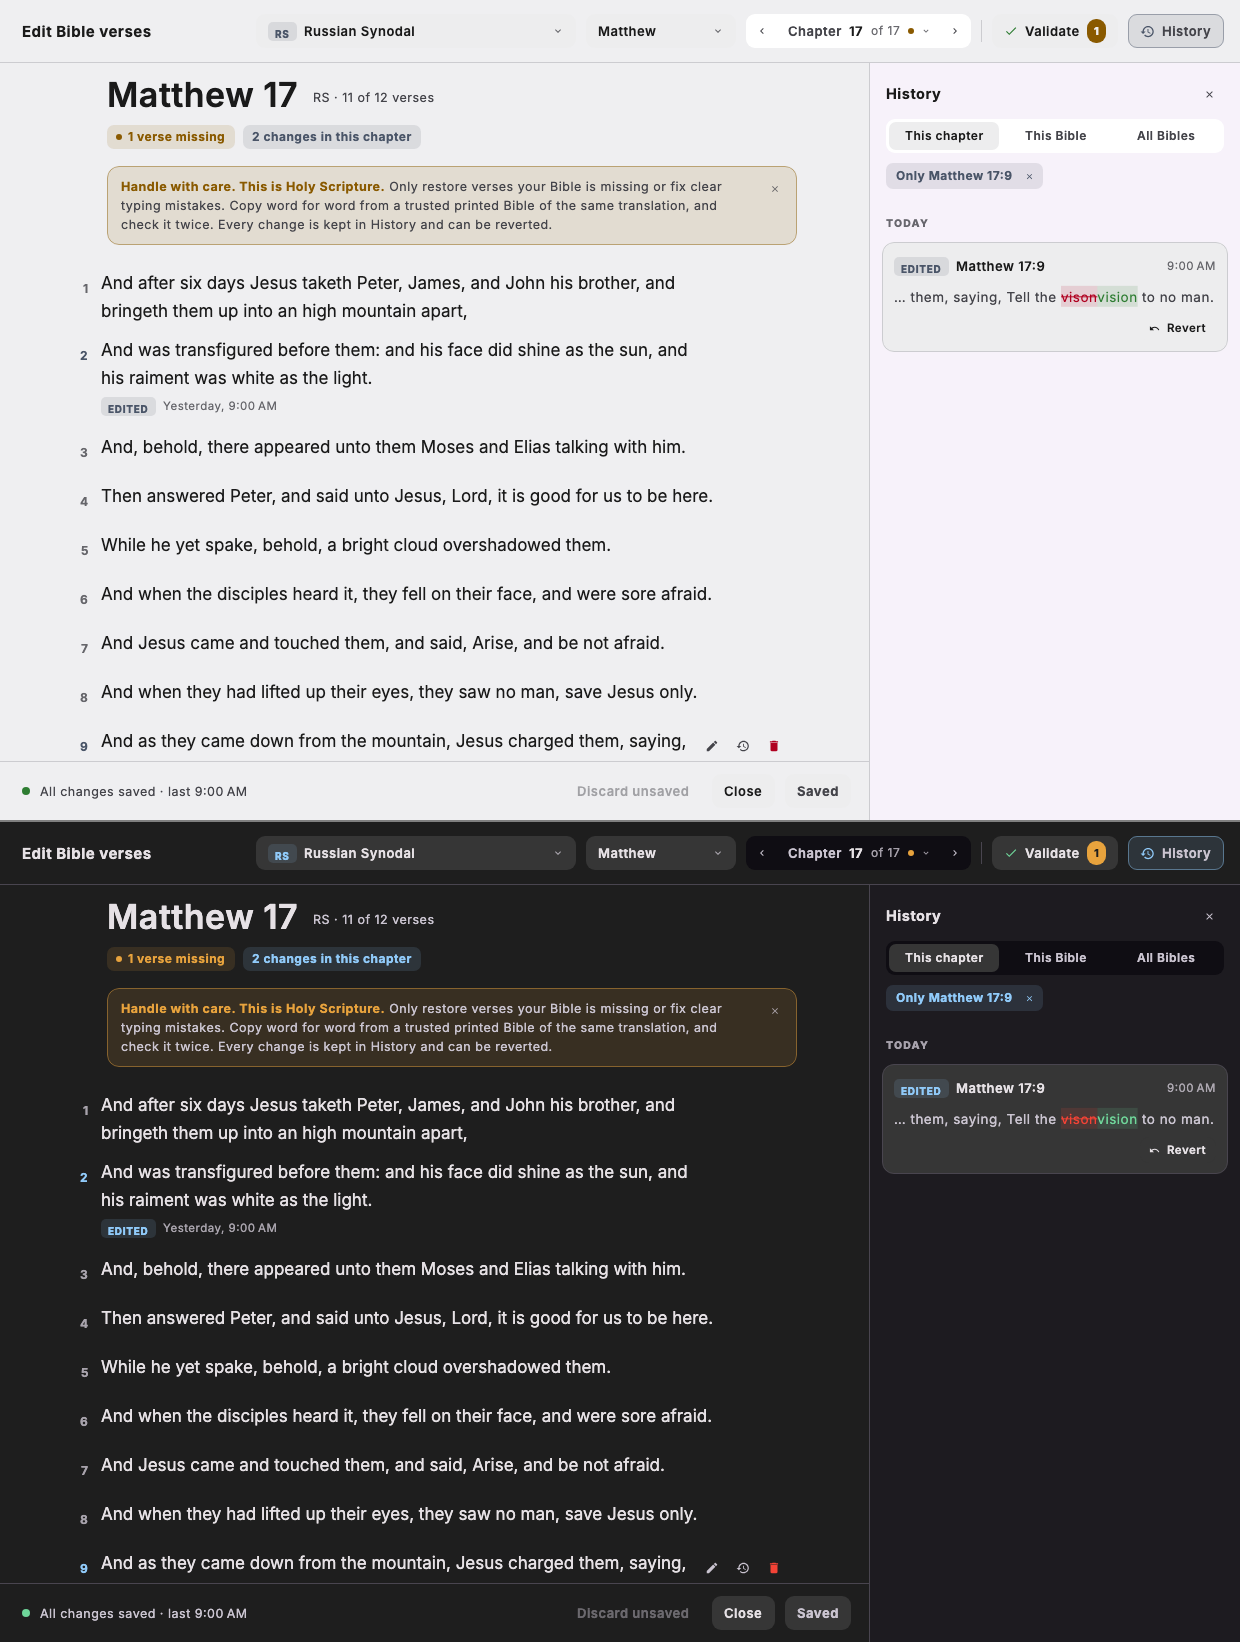 Edit Bible verses
RS Russian Synodal
Matthew
Chapter 17 of 17
Validate 1
History
Matthew 17 RS · 11 of 12 verses
1 verse missing
2 changes in this chapter
Handle with care. This is Holy Scripture. Only restore verses your Bible is missing or fix clear
typing mistakes. Copy word for word from a trusted printed Bible of the same translation, and
check it twice. Every change is kept in History and can be reverted.
1 And after six days Jesus taketh Peter, James, and John his brother, and
bringeth them up into an high mountain apart,
2 And was transfigured before them: and his face did shine as the sun, and
his raiment was white as the light.
EDITED Yesterday, 9:00 AM
3 And, behold, there appeared unto them Moses and Elias talking with him.
4 Then answered Peter, and said unto Jesus, Lord, it is good for us to be here.
5 While he yet spake, behold, a bright cloud overshadowed them.
6 And when the disciples heard it, they fell on their face, and were sore afraid.
7 And Jesus came and touched them, and said, Arise, and be not afraid.
8 And when they had lifted up their eyes, they saw no man, save Jesus only.
9 And as they came down from the mountain, Jesus charged them, saying,
All changes saved · last 9:00 AM
Discard unsaved
Close
Saved
History
This chapter
This Bible
All Bibles
Only Matthew 17:9
TODAY
EDITED Matthew 17:9 9:00 AM
... them, saying, Tell the visonvision to no man.
Revert
Edit Bible verses
RS Russian Synodal
Matthew
Chapter 17 of 17
Validate 1
History
Matthew 17 RS · 11 of 12 verses
1 verse missing
2 changes in this chapter
Handle with care. This is Holy Scripture. Only restore verses your Bible is missing or fix clear
typing mistakes. Copy word for word from a trusted printed Bible of the same translation, and
check it twice. Every change is kept in History and can be reverted.
1 And after six days Jesus taketh Peter, James, and John his brother, and
bringeth them up into an high mountain apart,
2 And was transfigured before them: and his face did shine as the sun, and
his raiment was white as the light.
EDITED Yesterday, 9:00 AM
3 And, behold, there appeared unto them Moses and Elias talking with him.
4 Then answered Peter, and said unto Jesus, Lord, it is good for us to be here.
5 While he yet spake, behold, a bright cloud overshadowed them.
6 And when the disciples heard it, they fell on their face, and were sore afraid.
7 And Jesus came and touched them, and said, Arise, and be not afraid.
8 And when they had lifted up their eyes, they saw no man, save Jesus only.
9 And as they came down from the mountain, Jesus charged them, saying,
All changes saved · last 9:00 AM
Discard unsaved
Close
Saved
History
This chapter
This Bible
All Bibles
Only Matthew 17:9
TODAY
EDITED Matthew 17:9 9:00 AM
... them, saying, Tell the visonvision to no man.
Revert